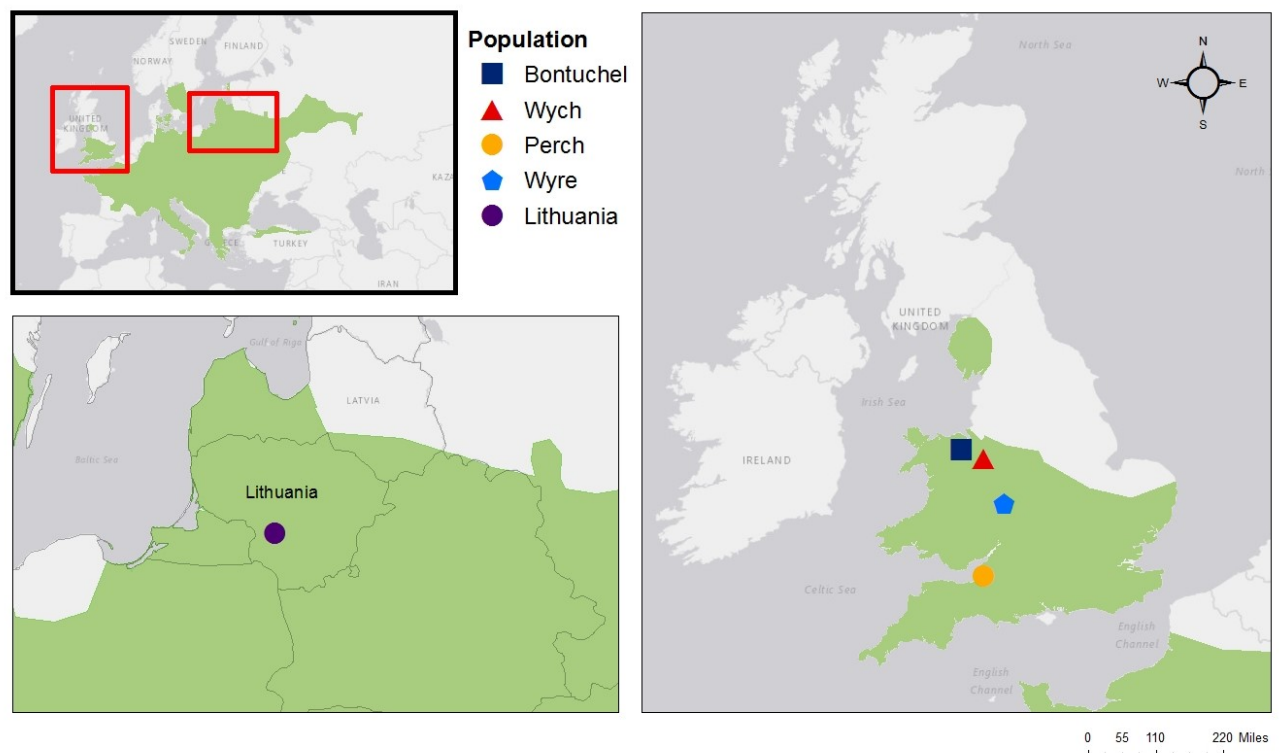 SWEDEN
FINLAND
NORWAY
UNITED
KINGDOM
KAZA
TURKEY
IRAN
Population
Bontuchel
Wych
Perch
Wyre
Lithuania
Gulf of Riga
LATVIA
Baltic Sea
Lithuania
North Sea
N
W
E
S
North
UNITED
KINGDOM
Irish Sea
IRELAND
Celtic Sea
English
Channel
English
Channel
0 55 110 220 Miles